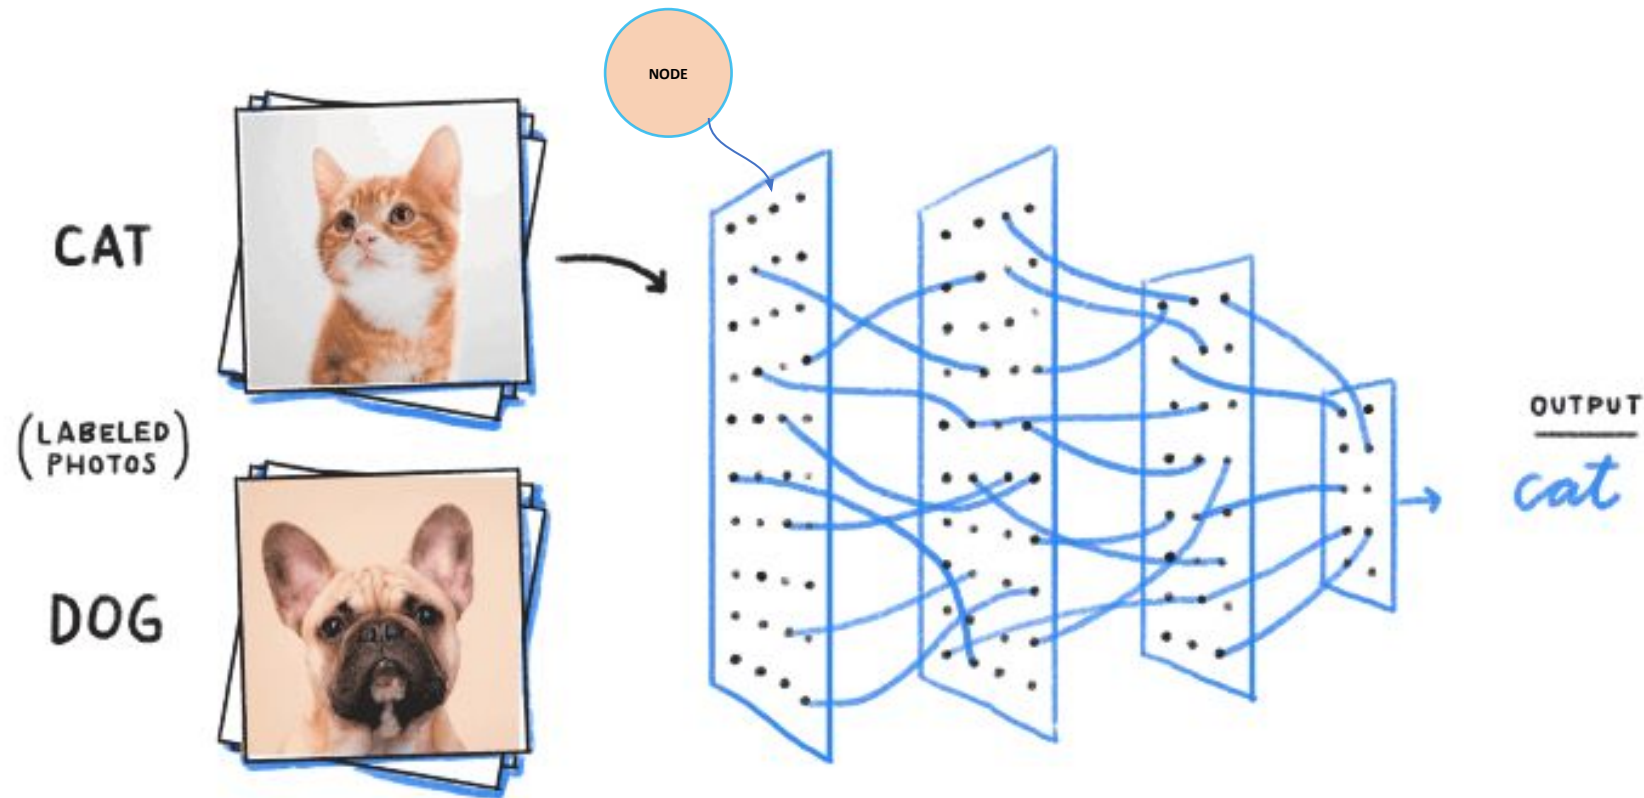 NODE
CAT
(LABELED
PHOTOS)
DOG
OUTPUT
cat